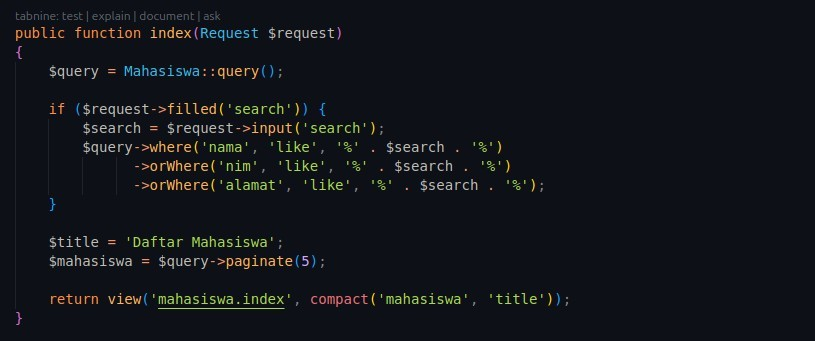 tabnine: test | explain | document | ask
public function index(Request $request)
{
    $query = Mahasiswa::query();

    if ($request->filled('search')) {
        $search = $request->input('search');
        $query->where('nama', 'like', '%' . $search . '%')
              ->orWhere('nim', 'like', '%' . $search . '%')
              ->orWhere('alamat', 'like', '%' . $search . '%');
    }

    $title = 'Daftar Mahasiswa';
    $mahasiswa = $query->paginate(5);

    return view('mahasiswa.index', compact('mahasiswa', 'title'));
}